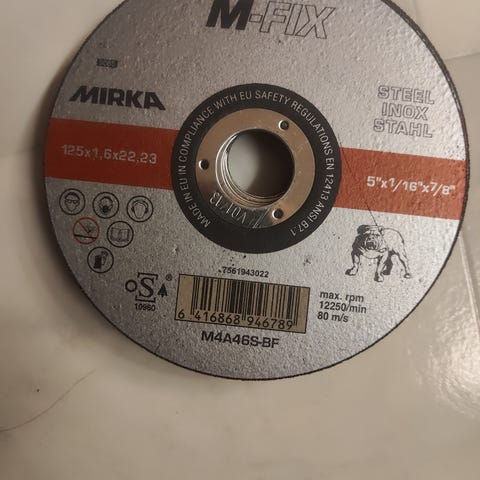 M-FIX
MIRKA
STEEL
INOX
STAHL
MADE IN EU IN COMPLIANCE WITH EU SAFETY REGULATIONS EN 12413 ANSI B7.1
125x1,6x22,23
5"x1/16"x7/8"
oSa
10960
7561943022
6 416868 946789
max. rpm
12250/min
80 m/s
M4A46S-BF